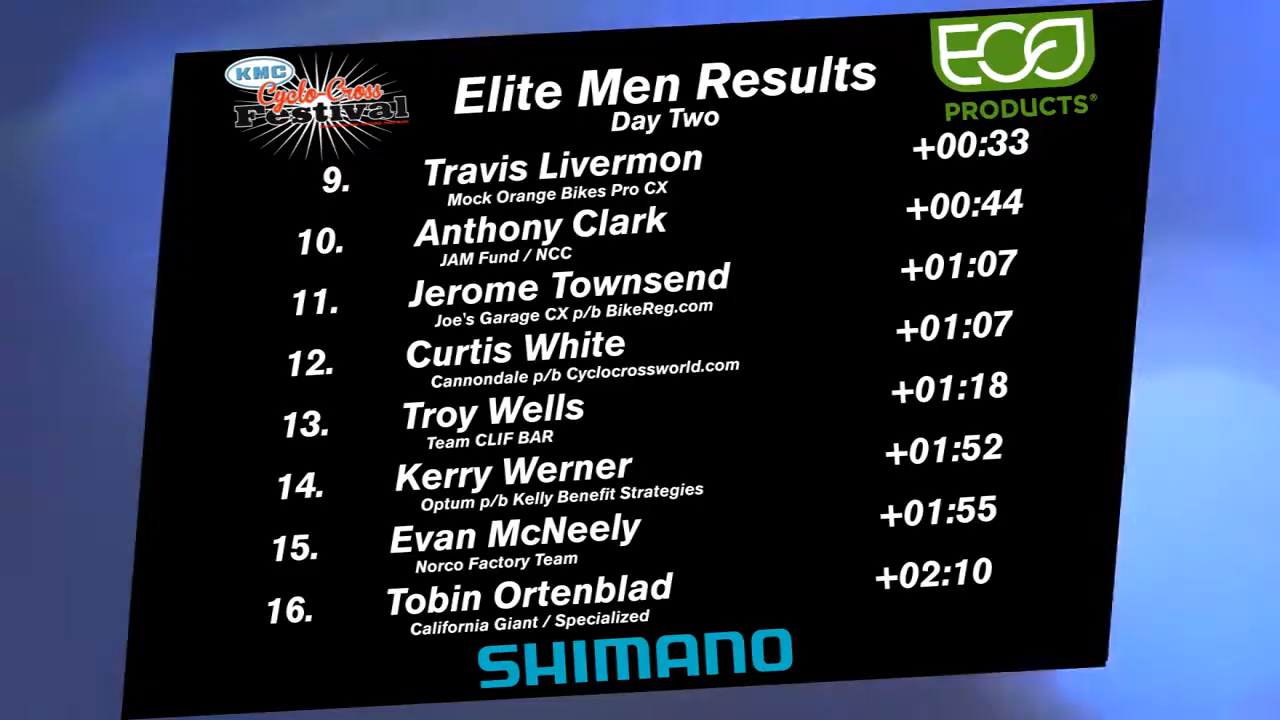 KMC
Cyclo-Cross
Festival
Elite Men Results
Day Two
ECO
PRODUCTS®
9. Travis Livermon +00:33
Mock Orange Bikes Pro CX
10. Anthony Clark +00:44
JAM Fund / NCC
11. Jerome Townsend +01:07
Joe's Garage CX p/b BikeReg.com
12. Curtis White +01:07
Cannondale p/b Cyclocrossworld.com
13. Troy Wells +01:18
Team CLIF BAR
14. Kerry Werner +01:52
Optum p/b Kelly Benefit Strategies
15. Evan McNeely +01:55
Norco Factory Team
16. Tobin Ortenblad +02:10
California Giant / Specialized
SHIMANO